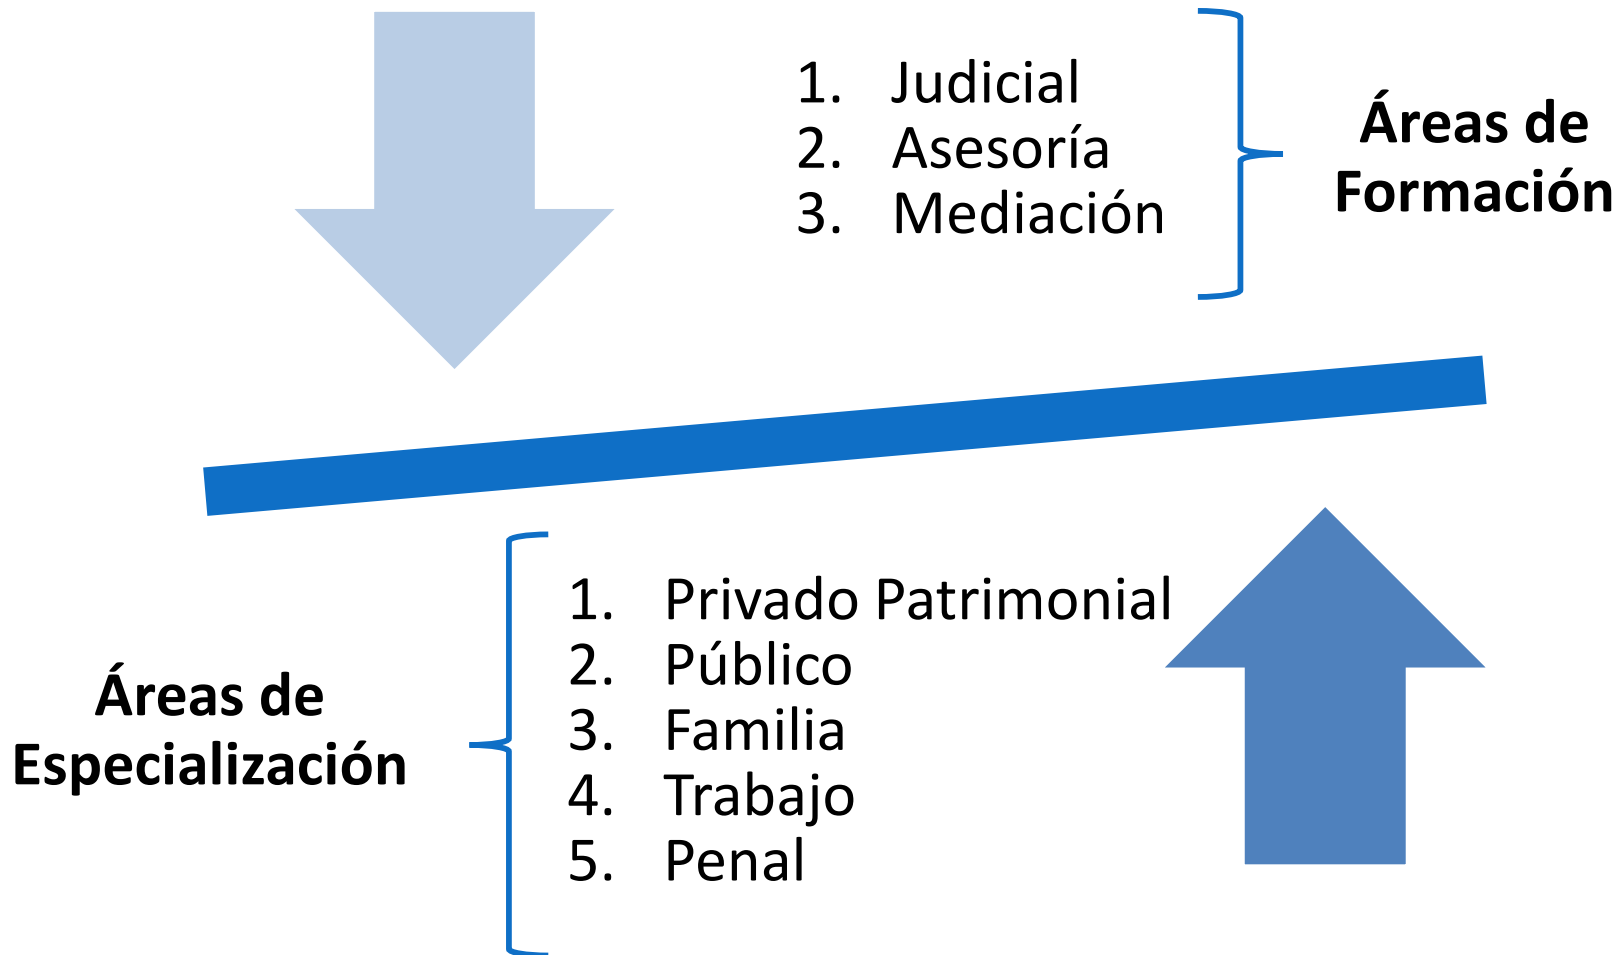 1. Judicial
2. Asesoría
3. Mediación
Áreas de
Formación
Áreas de
Especialización
1. Privado Patrimonial
2. Público
3. Familia
4. Trabajo
5. Penal